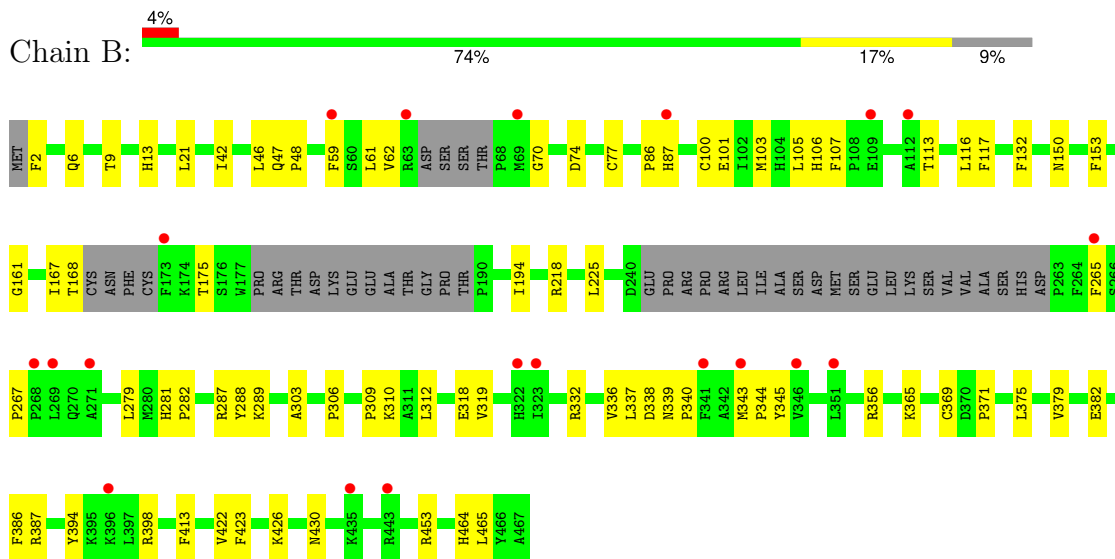 4%
Chain B:
74% 17% 9%
MET F2 Q6 T9 H13 L21 I42 L46 Q47 P48 F59 S60 L61 V62 R63 ASP SER SER THR P68 M69 G70 D74 C77 P86 H87 C100 E101 I102 M103 H104 L105 H106 F107 P108 E109 A112 T113 L116 F117 F132 N150 F153
G161 I167 T168 CYS ASN PHE CYS F173 K174 T175 S176 W177 PRO ARG THR ASP LYS GLU GLU ALA THR GLY PRO THR P190 I194 R218 L225 D240 GLU PRO ARG PRO ARG LEU ILE ALA SER ASP MET SER GLU LEU LYS SER VAL VAL ALA SER HIS ASP P263 F264 F265 S266
P267 P268 L269 Q270 A271 L279 M280 H281 P282 R287 Y288 K289 A303 P306 P309 K310 A311 L312 E318 V319 H322 I323 R332 V336 L337 D338 N339 P340 F341 A342 M343 P344 Y345 V346 L351 R356 K365 C369 D370 P371 L375 V379 E382
F386 R387 Y394 K395 K396 L397 R398 F413 V422 F423 K426 N430 K435 R443 R453 H464 L465 Y466 A467